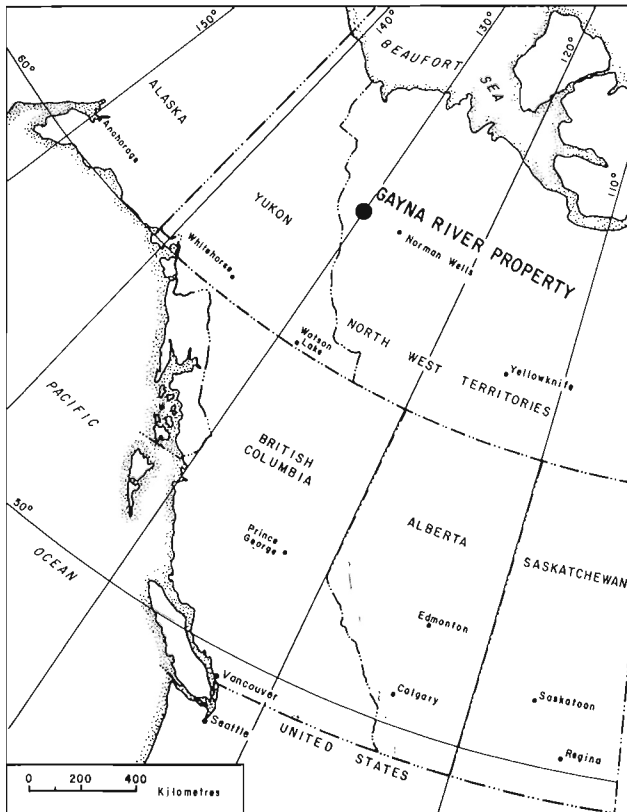 150°
140°
130°
120°
110°
60°
BEAUFORT
SEA
ALASKA
Anchorage
YUKON
GAYNA RIVER PROPERTY
Norman Wells
Whitehorse
Watson
Lake
NORTH WEST TERRITORIES
Yellowknife
PACIFIC
OCEAN
BRITISH
COLUMBIA
ALBERTA
SASKATCHEWAN
Prince
George
50°
Edmonton
Vancouver
Calgary
Saskatoon
Seattle
UNITED STATES
Regina
0 200 400
Kilometres